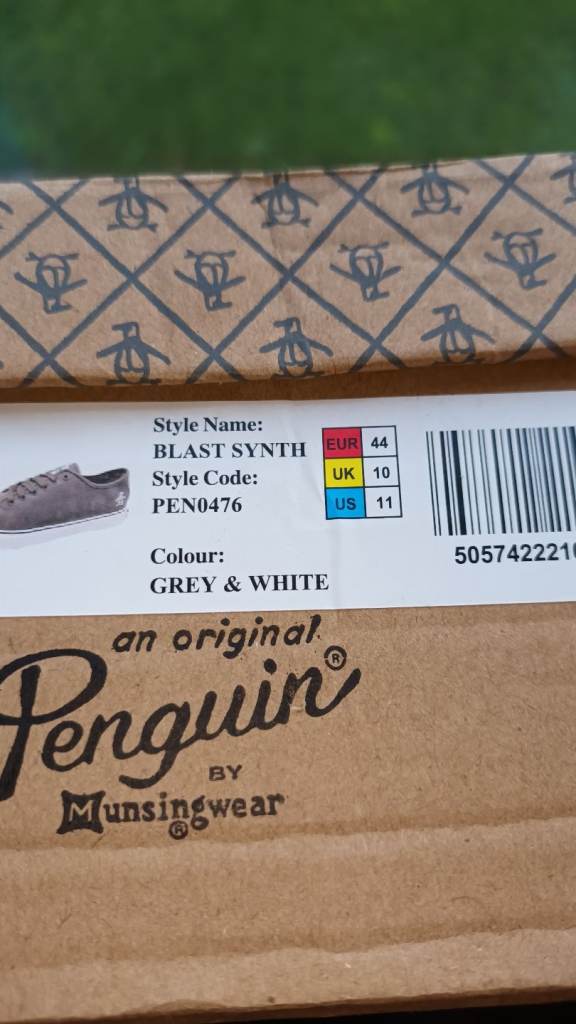 Style Name:
BLAST SYNTH
Style Code:
PEN0476
Colour:
GREY & WHITE
EUR 44
UK 10
US 11
505742221
an original
Penguin®
BY
Munsingwear®